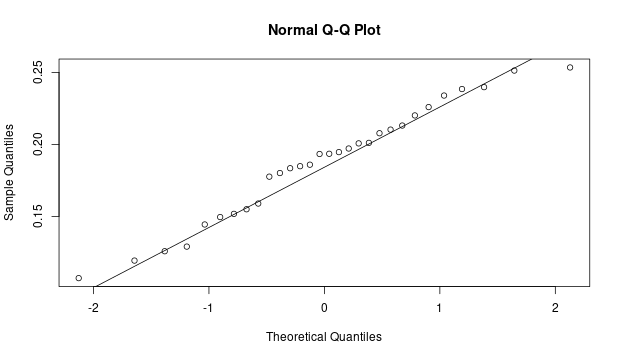 Normal Q-Q Plot
Sample Quantiles
0.25
0.20
0.15
-2 -1 0 1 2
Theoretical Quantiles